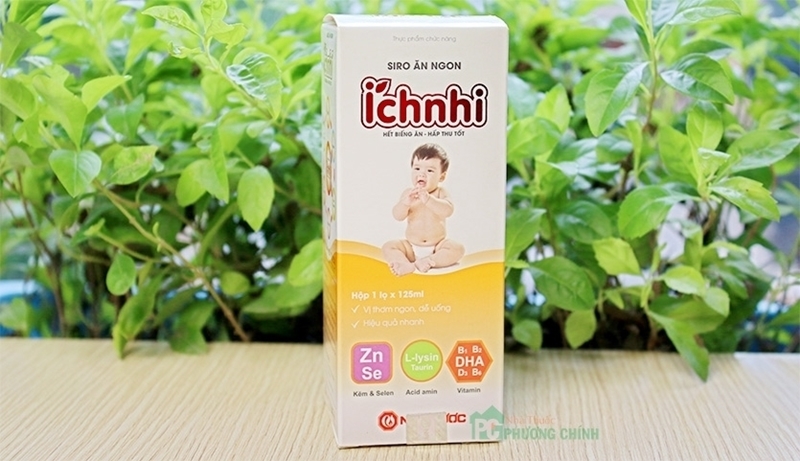 Thực phẩm chức năng
SIRO ĂN NGON
ichnhi
HẾT BIẾNG ĂN - HẤP THU TỐT
Hộp 1 lọ x 125ml
Vị thơm ngon, dễ uống
Hiệu quả nhanh
Zn
Se
Kẽm & Selen
L-lysin
Taurin
Acid amin
B1 B2
DHA
D3 B6
Vitamin
Nhà thuốc
PHƯƠNG CHÍNH